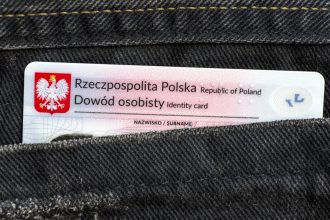 Rzeczpospolita Polska Republic of Poland
Dowód osobisty Identity card
NAZWISKO / SURNAME